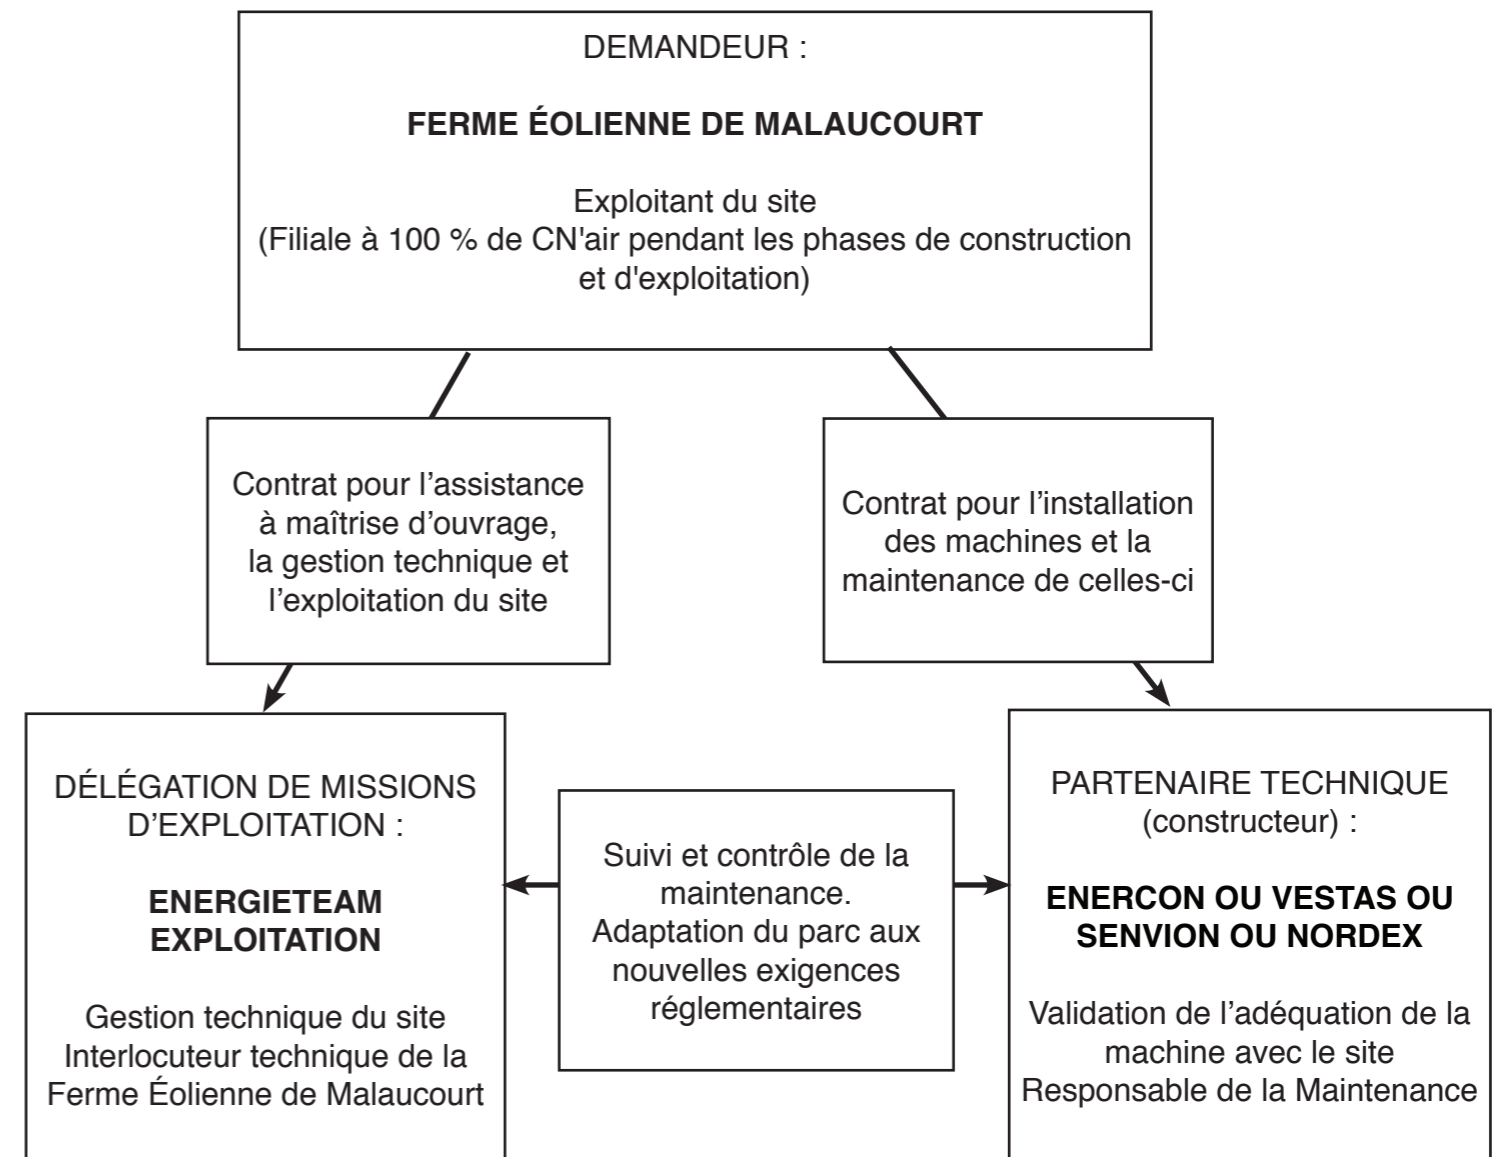 DEMANDEUR :
FERME ÉOLIENNE DE MALAUCOURT
Exploitant du site
(Filiale à 100 % de CN'air pendant les phases de construction
et d'exploitation)
Contrat pour l’assistance
à maîtrise d’ouvrage,
la gestion technique et
l’exploitation du site
Contrat pour l’installation
des machines et la
maintenance de celles-ci
DÉLÉGATION DE MISSIONS
D’EXPLOITATION :
ENERGIETEAM
EXPLOITATION
Gestion technique du site
Interlocuteur technique de la
Ferme Éolienne de Malaucourt
Suivi et contrôle de la
maintenance.
Adaptation du parc aux
nouvelles exigences
réglementaires
PARTENAIRE TECHNIQUE
(constructeur) :
ENERCON OU VESTAS OU
SENVION OU NORDEX
Validation de l’adéquation de la
machine avec le site
Responsable de la Maintenance